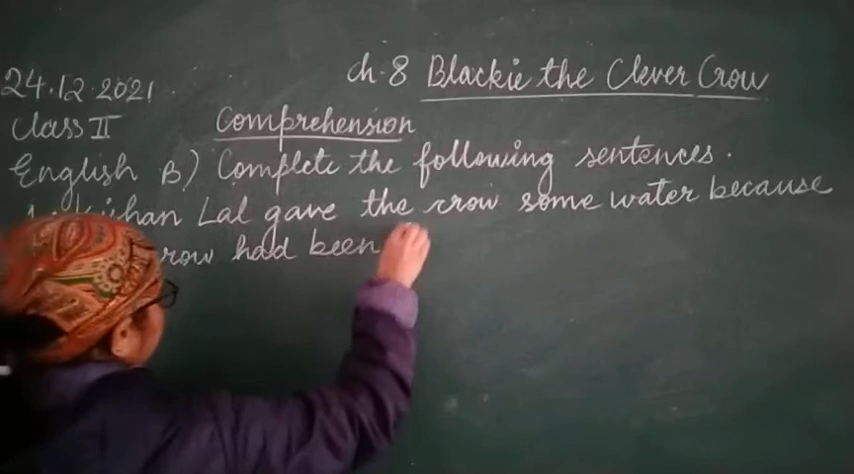 24.12.2021 ch.8 Blackie the Clever Crow
Class II Comprehension
English B) Complete the following sentences.
Lal gave the crow some water because
had been